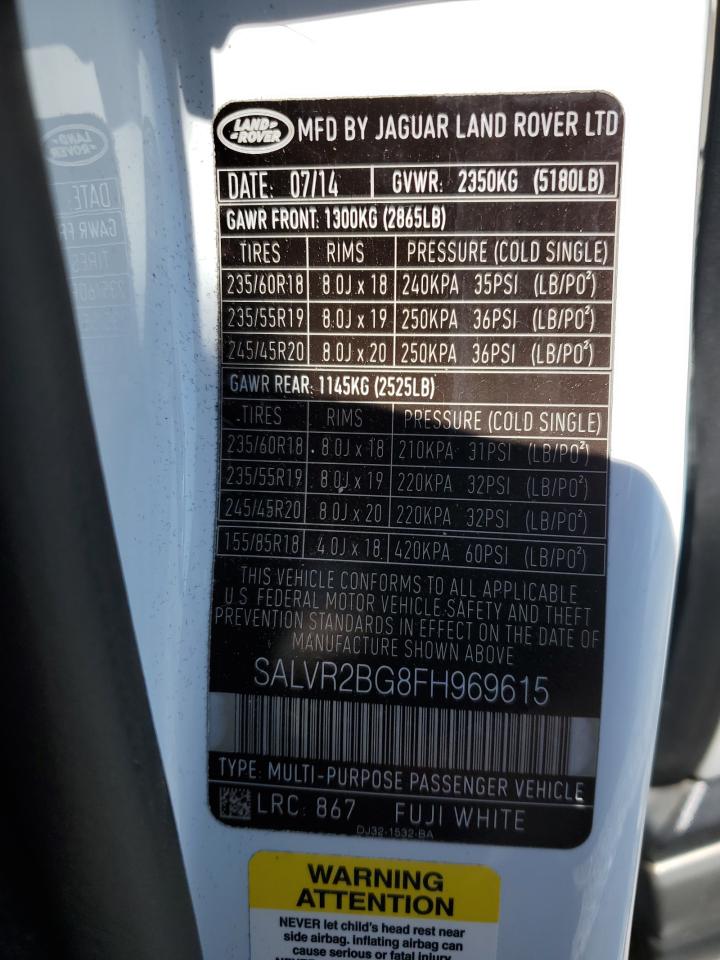 LAND-
ROVER
MFD BY JAGUAR LAND ROVER LTD
DATE: 07/14 GVWR: 2350KG (5180LB)
GAWR FRONT: 1300KG (2865LB)
TIRES RIMS PRESSURE (COLD SINGLE)
235/60R18 8.0J x 18 240KPA 35PSI (LB/PO²)
235/55R19 8.0J x 19 250KPA 36PSI (LB/PO²)
245/45R20 8.0J x 20 250KPA 36PSI (LB/PO²)
GAWR REAR: 1145KG (2525LB)
TIRES RIMS PRESSURE (COLD SINGLE)
235/60R18 8.0J x 18 210KPA 31PSI (LB/PO²)
235/55R19 8.0J x 19 220KPA 32PSI (LB/PO²)
245/45R20 8.0J x 20 220KPA 32PSI (LB/PO²)
155/85R18 4.0J x 18 420KPA 60PSI (LB/PO²)
THIS VEHICLE CONFORMS TO ALL APPLICABLE
U.S FEDERAL MOTOR VEHICLE SAFETY AND THEFT
PREVENTION STANDARDS IN EFFECT ON THE DATE OF
MANUFACTURE SHOWN ABOVE
SALVR2BG8FH969615
TYPE: MULTI-PURPOSE PASSENGER VEHICLE
LRC: 867 FUJI WHITE
DJ32-1532-BA
WARNING
ATTENTION
NEVER let child's head rest near
side airbag. inflating airbag can
cause serious or fatal injury